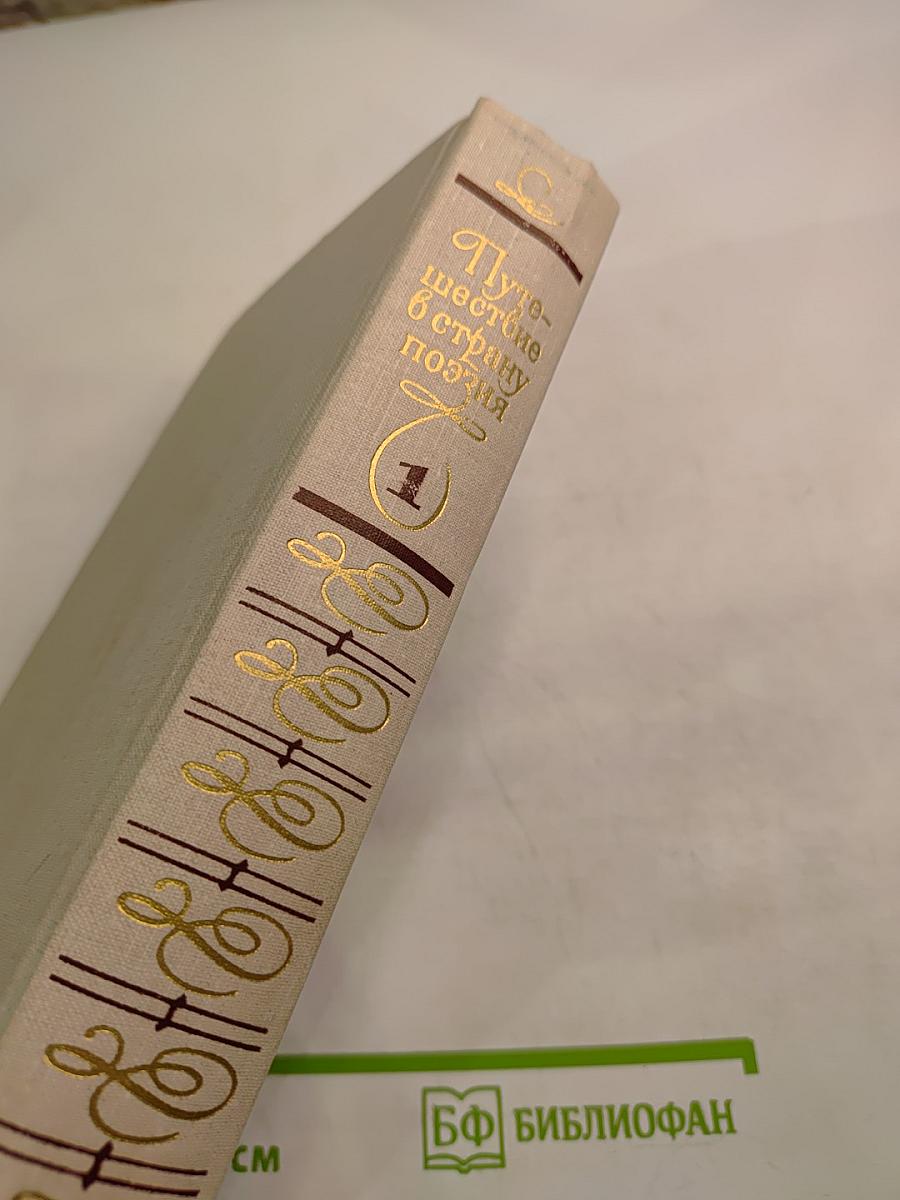 Путе-
шествие
в страну
поэзия
1
см
БФ БИБЛИОФАН